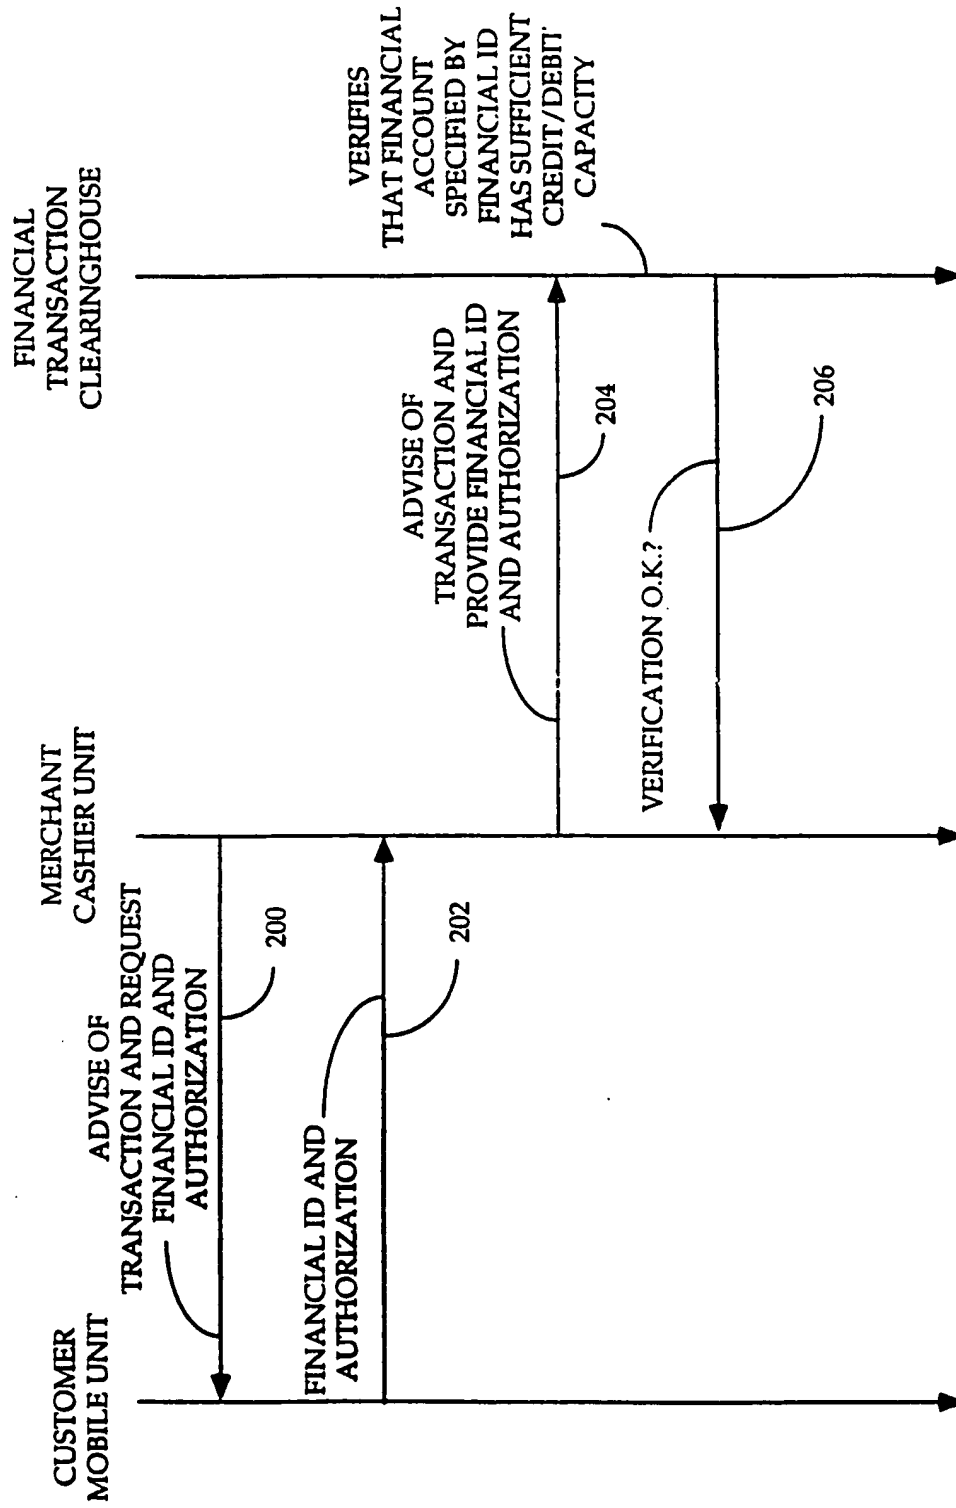 CUSTOMER
MOBILE UNIT
MERCHANT
CASHIER UNIT
FINANCIAL
TRANSACTION
CLEARINGHOUSE
ADVISE OF
TRANSACTION AND REQUEST
FINANCIAL ID AND
AUTHORIZATION
200
FINANCIAL ID AND
AUTHORIZATION
202
ADVISE OF
TRANSACTION AND
PROVIDE FINANCIAL ID
AND AUTHORIZATION
204
VERIFIES
THAT FINANCIAL
ACCOUNT
SPECIFIED BY
FINANCIAL ID
HAS SUFFICIENT
CREDIT/DEBIT
CAPACITY
VERIFICATION O.K.?
206